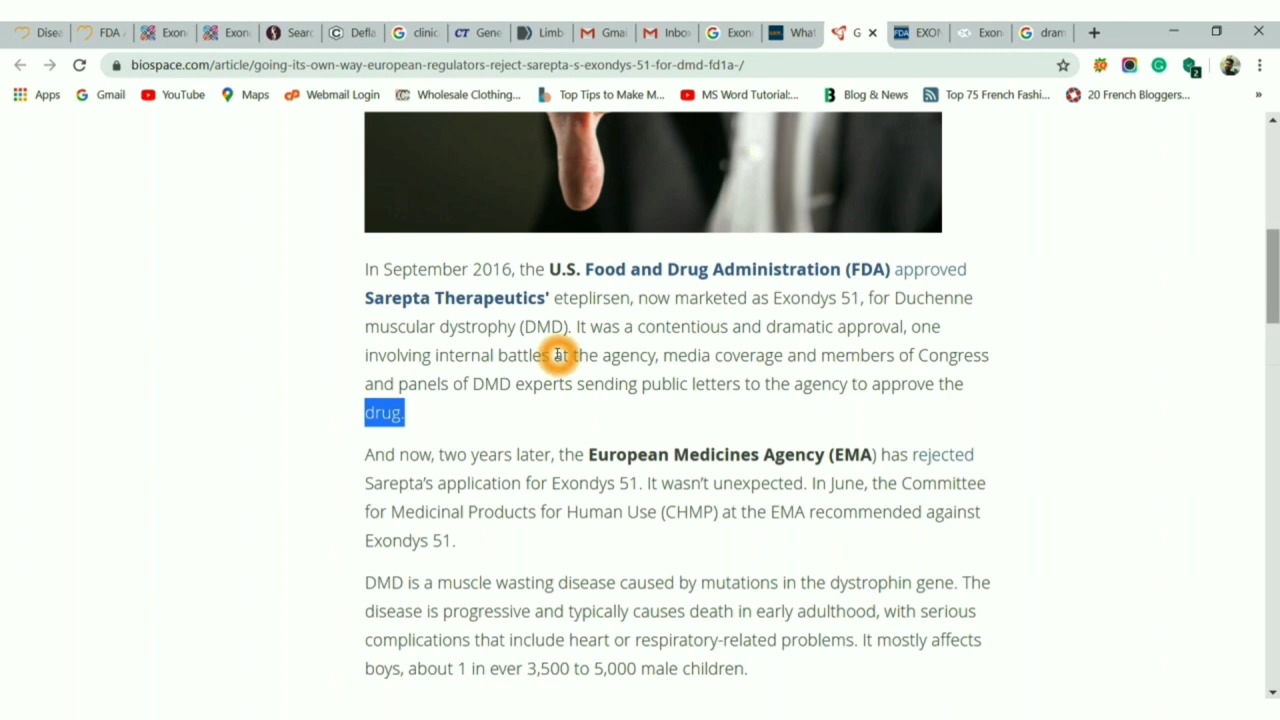 Disea
FDA
Exon
Exon
Sear
Defla
clinic
Gene
Limb
Gmai
Inbo
Exon
What
G
EXON
Exon
dram
biospace.com/article/going-its-own-way-european-regulators-reject-sarepta-s-exondys-51-for-dmd-fd1a-/
Apps
Gmail
YouTube
Maps
Webmail Login
Wholesale Clothing...
Top Tips to Make M...
MS Word Tutorial:...
Blog & News
Top 75 French Fashi...
20 French Bloggers...
»
In September 2016, the U.S. Food and Drug Administration (FDA) approved
Sarepta Therapeutics' eteplirsen, now marketed as Exondys 51, for Duchenne
muscular dystrophy (DMD). It was a contentious and dramatic approval, one
involving internal battles at the agency, media coverage and members of Congress
and panels of DMD experts sending public letters to the agency to approve the
drug.
And now, two years later, the European Medicines Agency (EMA) has rejected
Sarepta's application for Exondys 51. It wasn't unexpected. In June, the Committee
for Medicinal Products for Human Use (CHMP) at the EMA recommended against
Exondys 51.
DMD is a muscle wasting disease caused by mutations in the dystrophin gene. The
disease is progressive and typically causes death in early adulthood, with serious
complications that include heart or respiratory-related problems. It mostly affects
boys, about 1 in ever 3,500 to 5,000 male children.